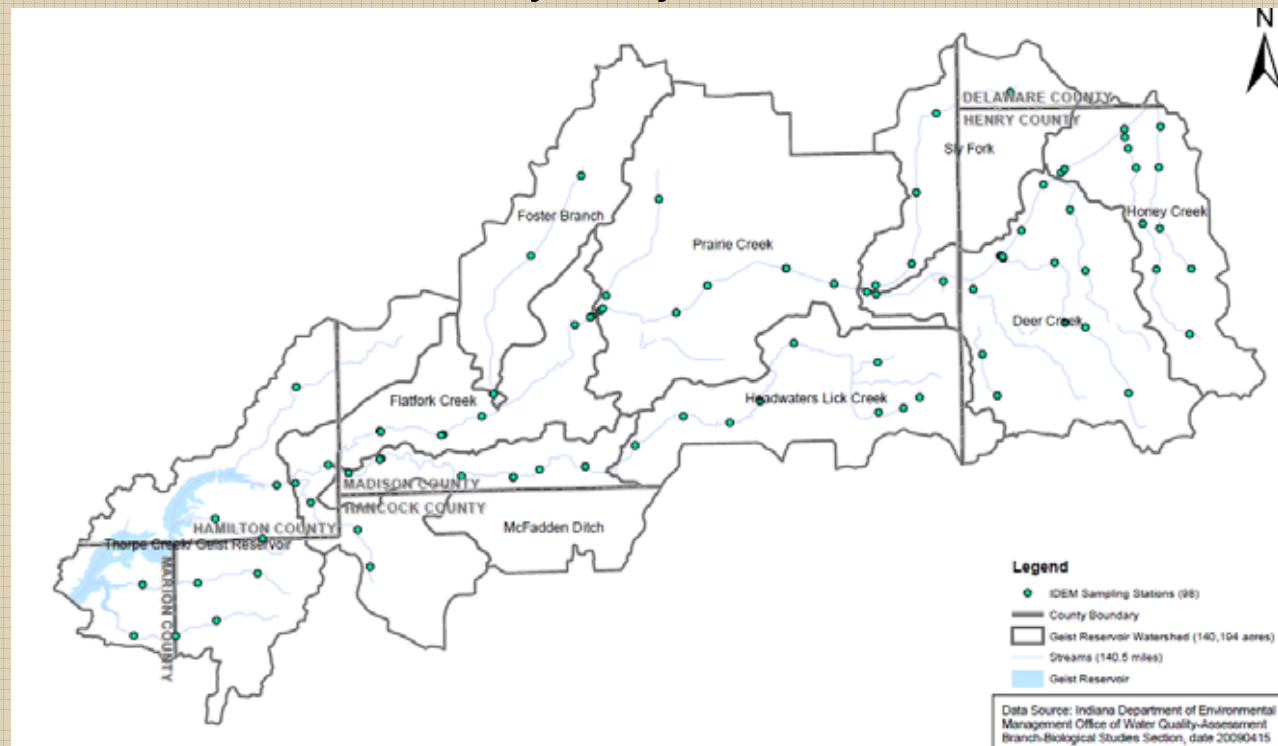 N
DELAWARE COUNTY
HENRY COUNTY
Sly Fork
Foster Branch
Honey Creek
Prairie Creek
Deer Creek
Flatfork Creek
Headwaters Lick Creek
MADISON COUNTY
HANCOCK COUNTY
McFadden Ditch
HAMILTON COUNTY
Thorpe Creek/ Geist Reservoir
MARION COUNTY
Legend
IDEM Sampling Stations (98)
County Boundary
Geist Reservoir Watershed (140,194 acres)
Streams (140.5 miles)
Geist Reservoir
Data Source: Indiana Department of Environmental
Management Office of Water Quality-Assessment
Branch-Biological Studies Section, date 20090415